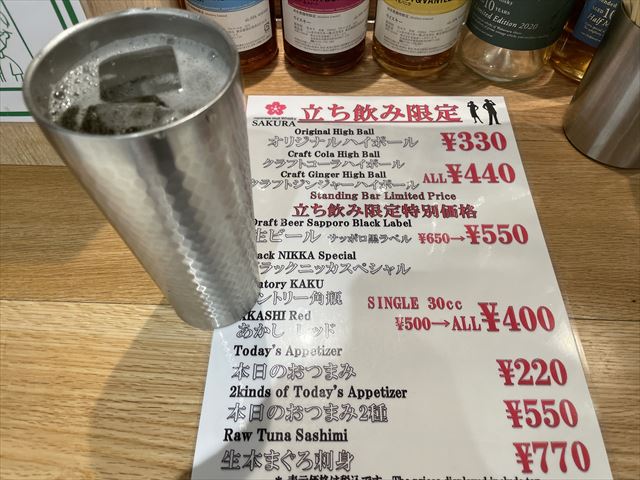 SAKURA
立ち飲み限定
Original High Ball
オリジナルハイボール
¥330
Craft Cola High Ball
クラフトコーラハイボール
Craft Ginger High Ball
クラフトジンジャーハイボール
ALL ¥440
Standing Bar Limited Price
立ち飲み限定特別価格
Draft Beer Sapporo Black Label
生ビール サッポロ黒ラベル ¥650→¥550
NIKKA Special
ラックニッカスペシャル
KAKU
ントリー角瓶
AKASHI Red
あかし レッド
SINGLE 30cc
¥500→ALL¥400
Today's Appetizer
本日のおつまみ
¥220
2kinds of Today's Appetizer
本日のおつまみ2種
¥550
Raw Tuna Sashimi
生本まぐろ刺身
¥770
Limited Edition 2020